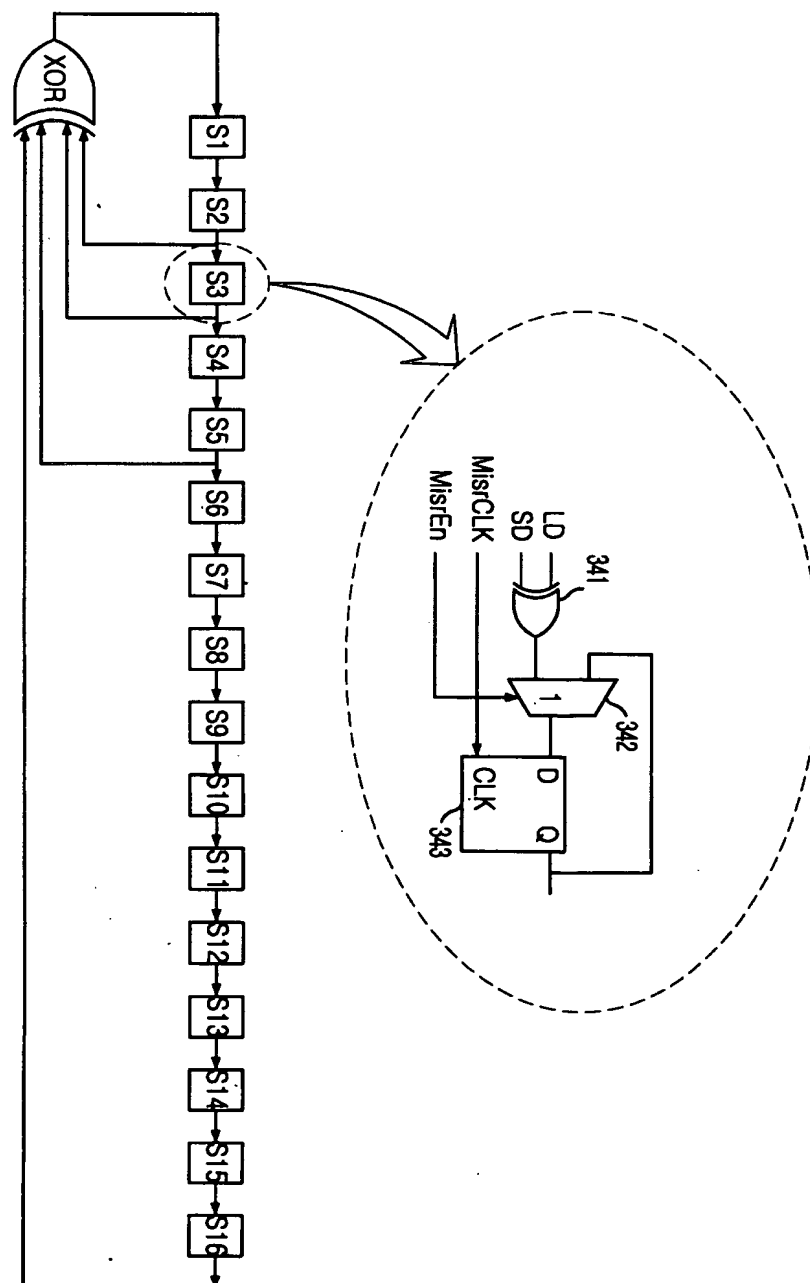 XOR
S1
S2
S3
S4
S5
S6
S7
S8
S9
S10
S11
S12
S13
S14
S15
S16
LD
SD
MisrCLK
MisrEn
341
1
342
D
Q
CLK
343